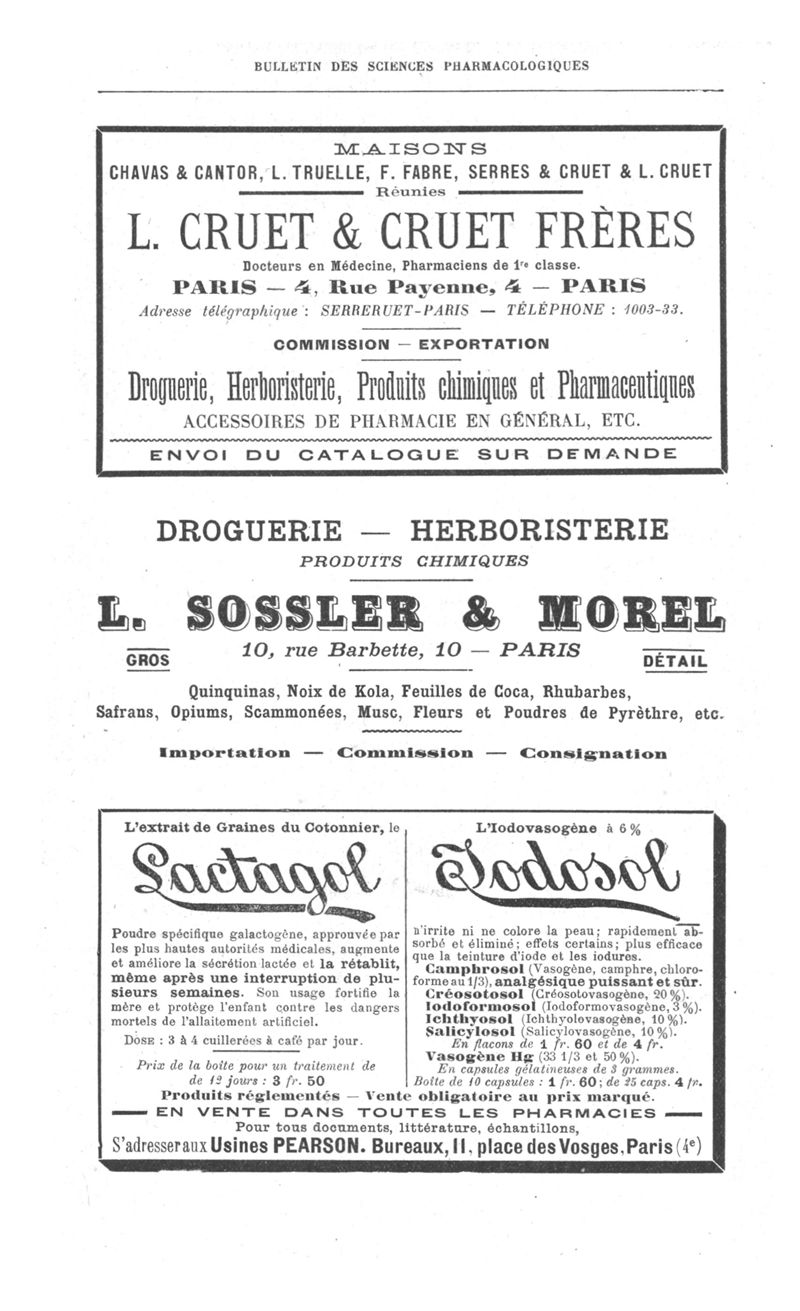 BULLETIN DES SCIENCES PHARMACOLOGIQUES
MAISONS
CHAVAS & CANTOR, L. TRUELLE, F. FABRE, SERRES & CRUET & L. CRUET
Réunies
L. CRUET & CRUET FRÈRES
Docteurs en Médecine, Pharmaciens de 1re classe.
PARIS — 4, Rue Payenne, 4 — PARIS
Adresse télégraphique : SERRERUET-PARIS — TÉLÉPHONE : 1003-33.
COMMISSION — EXPORTATION
Droguerie, Herboristerie, Produits chimiques et Pharmaceutiques
ACCESSOIRES DE PHARMACIE EN GÉNÉRAL, ETC.
ENVOI DU CATALOGUE SUR DEMANDE
DROGUERIE — HERBORISTERIE
PRODUITS CHIMIQUES
L. SOSSLER & MOREL
10, rue Barbette, 10 — PARIS
GROS
DÉTAIL
Quinquinas, Noix de Kola, Feuilles de Coca, Rhubarbes,
Safrans, Opiums, Scammonées, Musc, Fleurs et Poudres de Pyrèthre, etc.
Importation — Commission — Consignation
L'extrait de Graines du Cotonnier, le
Lactagol
Poudre spécifique galactogène, approuvée par
les plus hautes autorités médicales, augmente
et améliore la sécrétion lactée et la rétablit,
même après une interruption de plu-
sieurs semaines. Son usage fortifie la
mère et protège l'enfant contre les dangers
mortels de l'allaitement artificiel.
DOSE : 3 à 4 cuillerées à café par jour.
Prix de la boîte pour un traitement de
de 12 jours : 3 fr. 50
L'Iodovasogène à 6 %
Iodosol
n'irrite ni ne colore la peau ; rapidement ab-
sorbé et éliminé ; effets certains ; plus efficace
que la teinture d'iode et les iodures.
Camphrosol (Vasogène, camphre, chloro-
forme au 1/3), analgésique puissant et sûr.
Créosotosol (Créosotovasogène, 20 %).
Iodoformosol (Iodoformovasogène, 3 %).
Ichthyosol (Ichthyolovasogène, 10 %).
Salicylosol (Salicylovasogène, 10 %).
En flacons de 1 fr. 60 et de 4 fr.
Vasogène Hg (33 1/3 et 50 %).
En capsules gélatineuses de 3 grammes.
Boîte de 10 capsules : 1 fr. 60 ; de 25 caps. 4 fr.
Produits réglementés — Vente obligatoire au prix marqué.
EN VENTE DANS TOUTES LES PHARMACIES
Pour tous documents, littérature, échantillons,
S'adresser aux Usines PEARSON. Bureaux, 11, place des Vosges, Paris (4e)